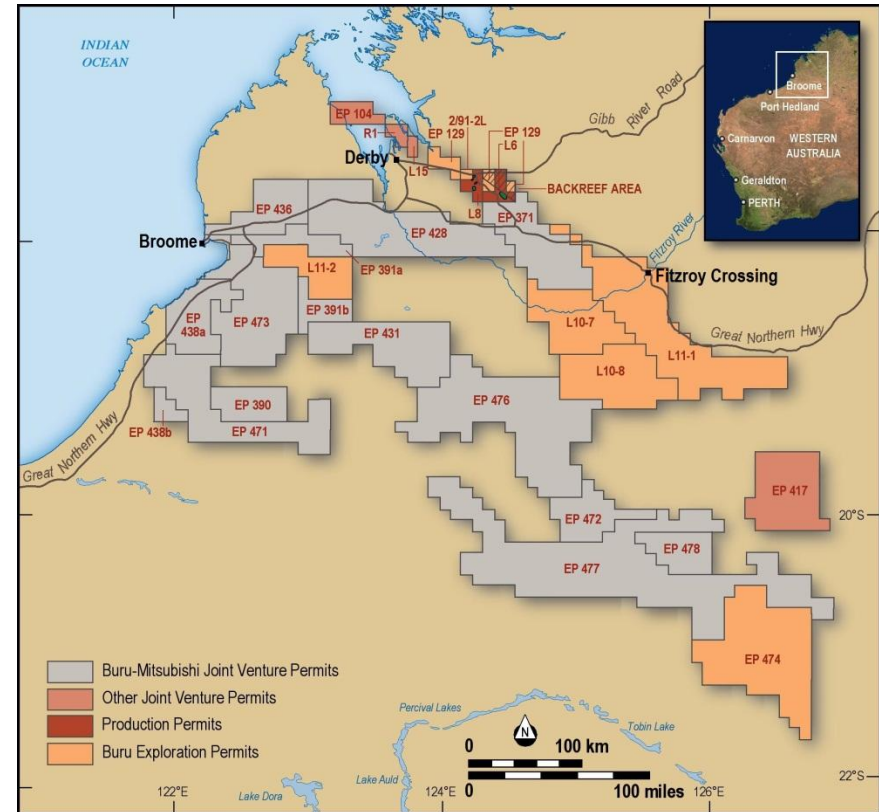 INDIAN
OCEAN
EP 104
R1
Derby
L15
EP 129
2/91-2L
EP 129
L6
Gibb River Road
BACKREEF AREA
L8
EP 371
Broome
Port Hedland
Carnarvon
WESTERN
AUSTRALIA
Geraldton
PERTH
EP 436
EP 428
Broome
Fitzroy River
Fitzroy Crossing
L11-2
EP 391a
EP
438a
EP 473
EP 391b
EP 431
L10-7
L11-1
Great Northern Hwy
L10-8
EP 390
EP 476
EP 438b
EP 471
Great Northern Hwy
EP 417
20°S
EP 472
EP 478
EP 477
EP 474
Buru-Mitsubishi Joint Venture Permits
Other Joint Venture Permits
Production Permits
Buru Exploration Permits
Percival Lakes
Tobin Lake
N
0 100 km
0 100 miles
Lake Dora
Lake Auld
22°S
122°E
124°E
126°E